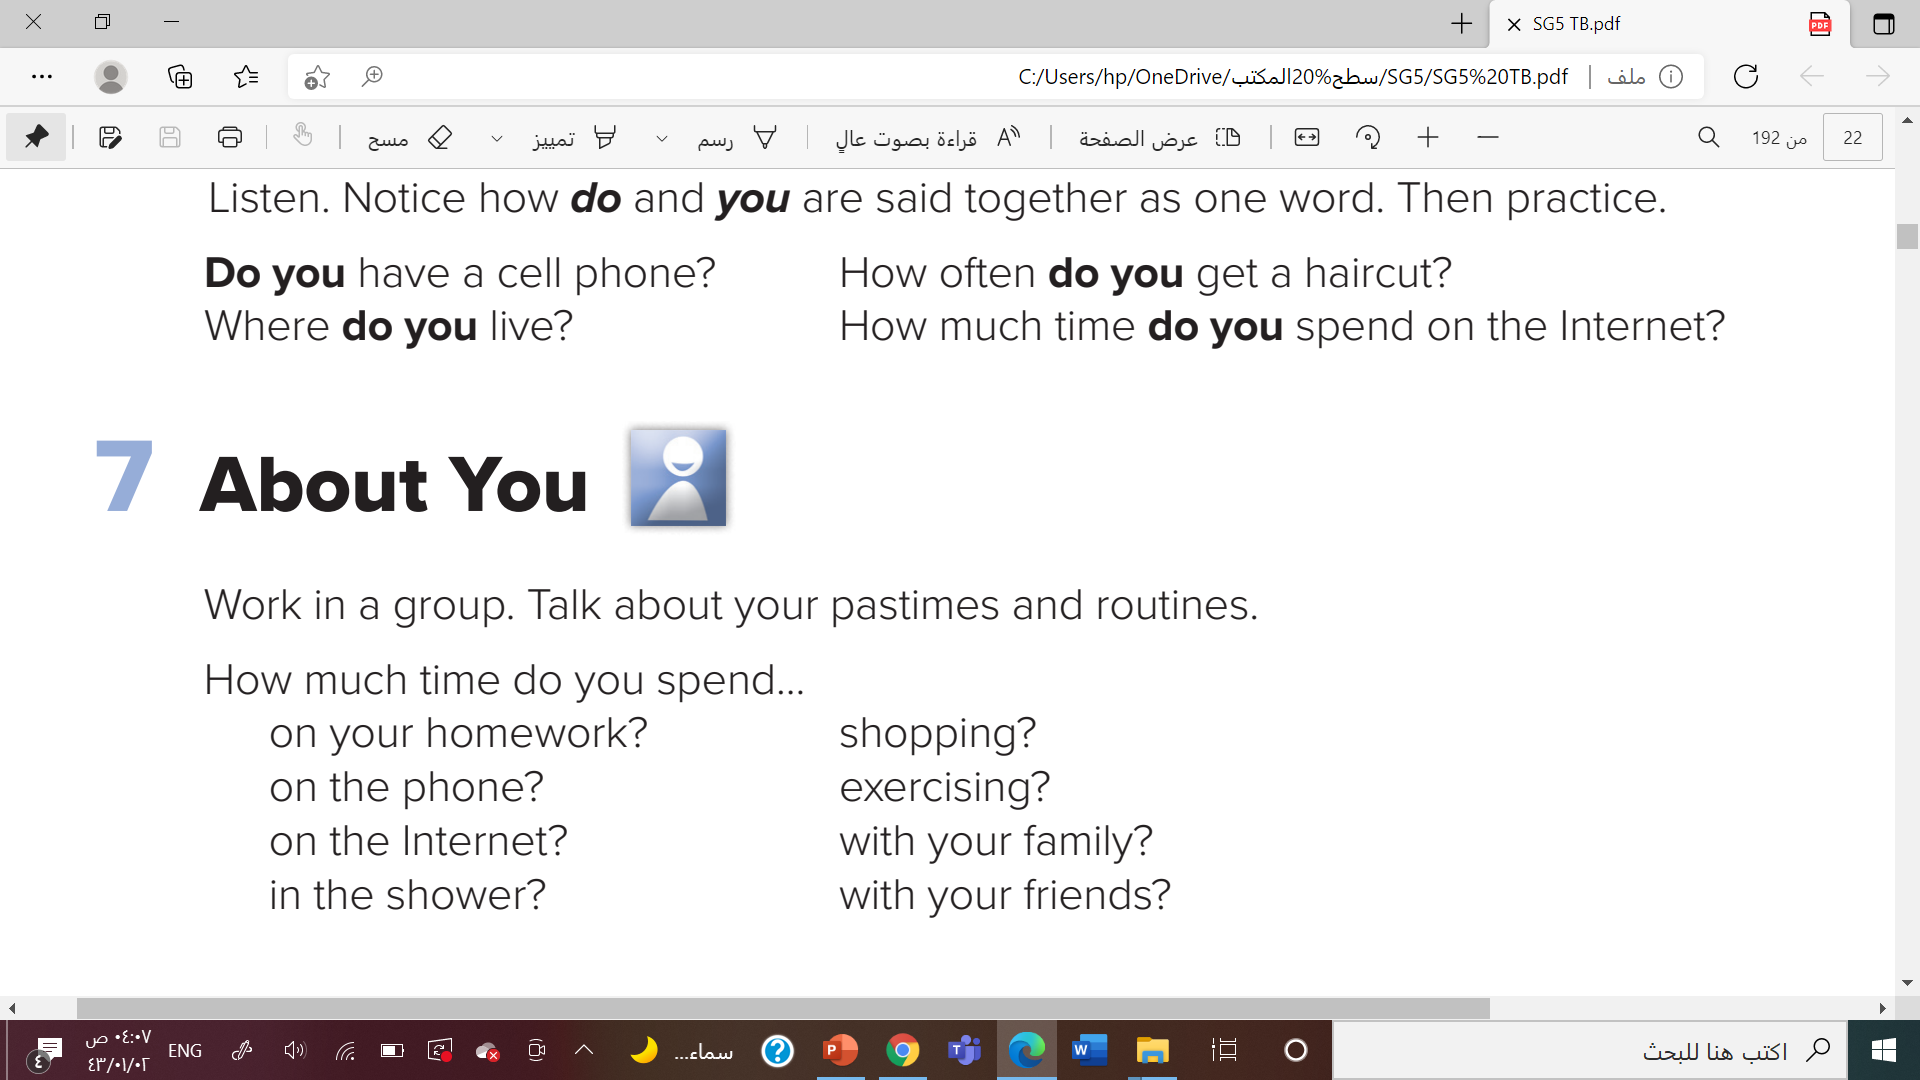 SG5 TB.pdf
C:/Users/hp/OneDrive/سطح%20المكتب/SG5/SG5%20TB.pdf
ملف
مسح
تمييز
رسم
قراءة بصوت عالٍ
عرض الصفحة
من 192
22
Listen. Notice how do and you are said together as one word. Then practice.
Do you have a cell phone?
How often do you get a haircut?
Where do you live?
How much time do you spend on the Internet?
7 About You
Work in a group. Talk about your pastimes and routines.
How much time do you spend...
on your homework?
shopping?
on the phone?
exercising?
on the Internet?
with your family?
in the shower?
with your friends?
٠٤:٠٧ ص
٤٣/٠١/٠٢
٤
ENG
سماء...
اكتب هنا للبحث